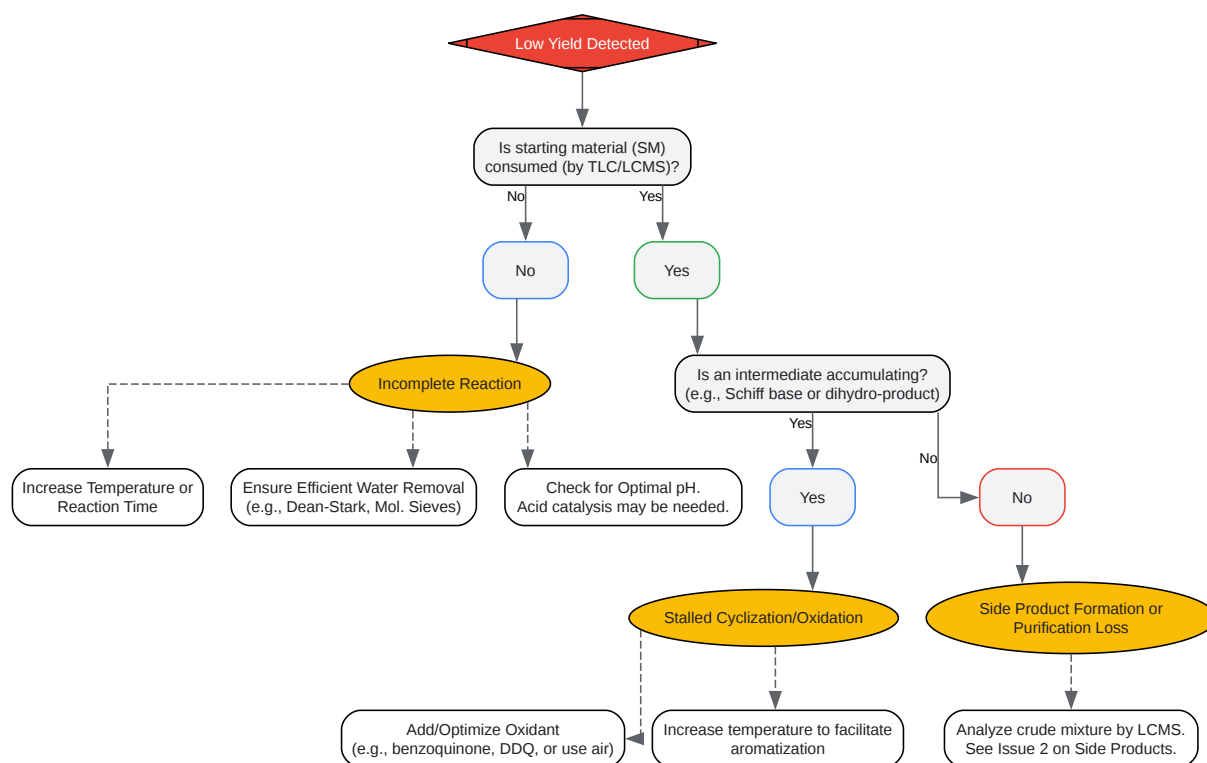 Low Yield Detected
Is starting material (SM)
consumed (by TLC/LCMS)?
No
Yes
No
Yes
Incomplete Reaction
Is an intermediate accumulating?
(e.g., Schiff base or dihydro-product)
Yes
No
Increase Temperature or
Reaction Time
Ensure Efficient Water Removal
(e.g., Dean-Stark, Mol. Sieves)
Check for Optimal pH.
Acid catalysis may be needed.
Yes
No
Stalled Cyclization/Oxidation
Side Product Formation or
Purification Loss
Add/Optimize Oxidant
(e.g., benzoquinone, DDQ, or use air)
Increase temperature to facilitate
aromatization
Analyze crude mixture by LCMS.
See Issue 2 on Side Products.